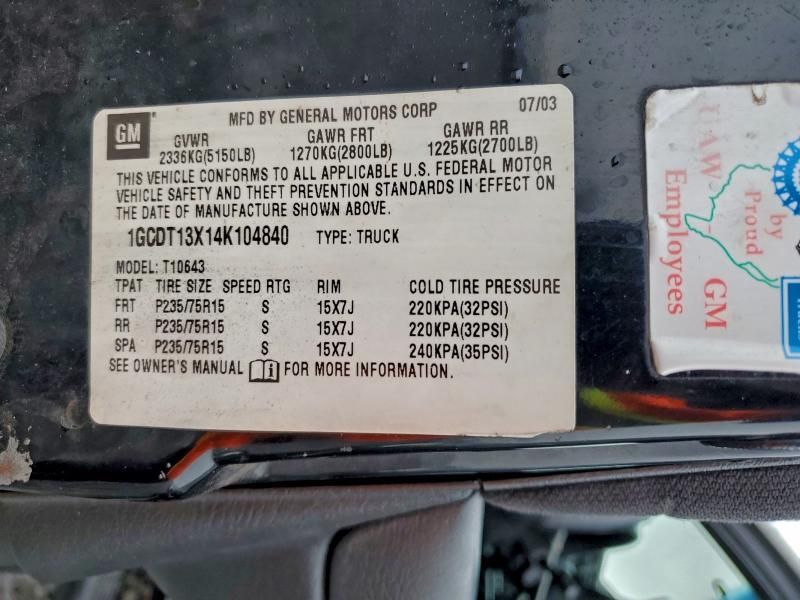 GM
MFD BY GENERAL MOTORS CORP 07/03
GVWR GAWR FRT GAWR RR
2336KG(5150LB) 1270KG(2800LB) 1225KG(2700LB)
THIS VEHICLE CONFORMS TO ALL APPLICABLE U.S. FEDERAL MOTOR
VEHICLE SAFETY AND THEFT PREVENTION STANDARDS IN EFFECT ON
THE DATE OF MANUFACTURE SHOWN ABOVE.
1GCDT13X14K104840 TYPE: TRUCK
MODEL: T10643
TPAT TIRE SIZE SPEED RTG RIM COLD TIRE PRESSURE
FRT P235/75R15 S 15X7J 220KPA(32PSI)
RR P235/75R15 S 15X7J 220KPA(32PSI)
SPA P235/75R15 S 15X7J 240KPA(35PSI)
SEE OWNER'S MANUAL i FOR MORE INFORMATION.
Proud
by
UAW GM
Employees